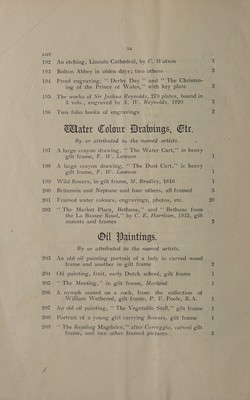 34
LOT
192 An etching, Lincoln Cathedral, by C. Watson 1
193 Bolton Abbey in olden days; two others 3
194 Proof engraving, " Derby Day " and " The Christen-
ing of the Prince of Wales," with key plate 3
195 The works of Sir Joshua Reynolds, 279 plates, bound in
3 vols., engraved by S. W. Reynolds, 1820 3
196 Two folio books of engravings 2
Water Colour Drawings, Etc.
By or attributed to the named artists.
197 A large crayon drawing, " The Water Cart," in heavy
gilt frame, F. W. Lawson 1
198 A large crayon drawing, " The Dust Cart," in heavy
gilt frame, F. W. Lawson 1
199 Wild flowers, in gilt frame, M. Bradley, 1810 1
200 Britannia and Neptune and four others, all framed 5
201 Framed water colours, engravings, photos, etc. 20
202 " The Market Place, Bethune," and " Bethune from
the La Bassee Road," by C. E. Harrison, 1915, gilt
mounts and frames 2
Oil Paintings.
By or attributed to the named artists.
203 An old oil painting portrait of a lady in carved wood
frame and another in gilt frame 2
204 Oil painting, fruit, early Dutch school, gilt frame 1
205 " The Meeting," in gilt frame, Morland 1
206 A nymph seated on a rock, from the collection of
William Wethered, gilt frame, P. F. Poole, R.A. 1
207 An old oil painting, " The Vegetable Stall," gilt frame 1
208 Portrait of a young girl carrying flowers, gilt frame 1
209 " The Reading Magdalen," after Correggio, carved gilt
frame, and two other framed pictures 3